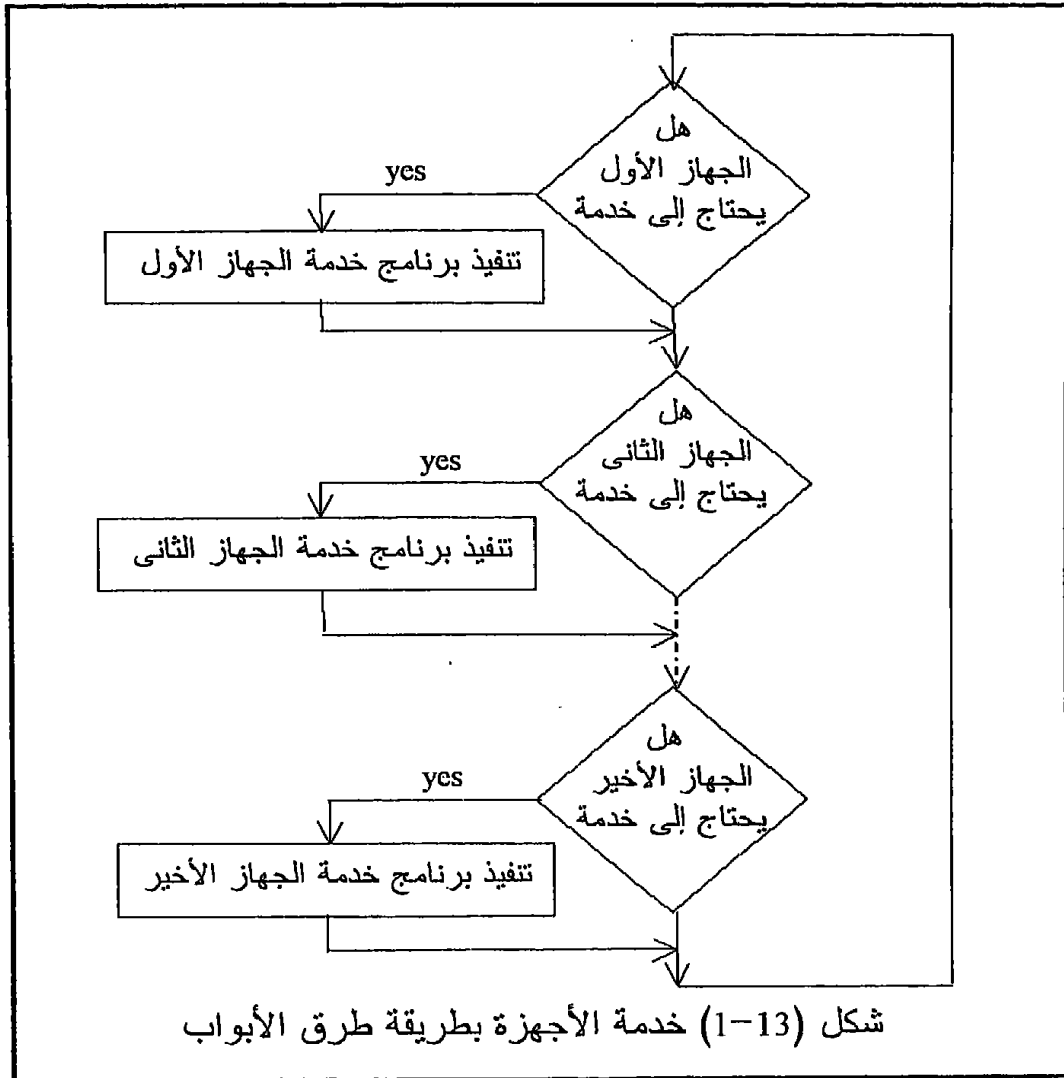 هل
الجهاز الأول
يحتاج إلى خدمة
yes
تنفيذ برنامج خدمة الجهاز الأول
هل
الجهاز الثانى
يحتاج إلى خدمة
yes
تنفيذ برنامج خدمة الجهاز الثانى
هل
الجهاز الأخير
يحتاج إلى خدمة
yes
تنفيذ برنامج خدمة الجهاز الأخير
شكل (13-1) خدمة الأجهزة بطريقة طرق الأبواب